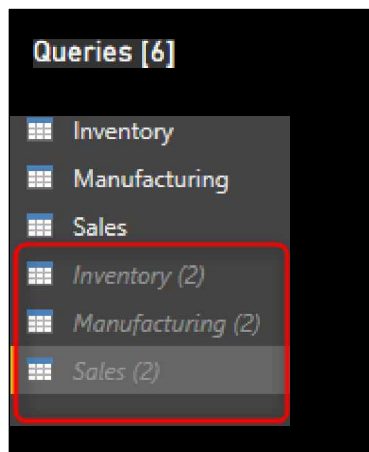 Queries [6]
Inventory
Manufacturing
Sales
Inventory (2)
Manufacturing (2)
Sales (2)